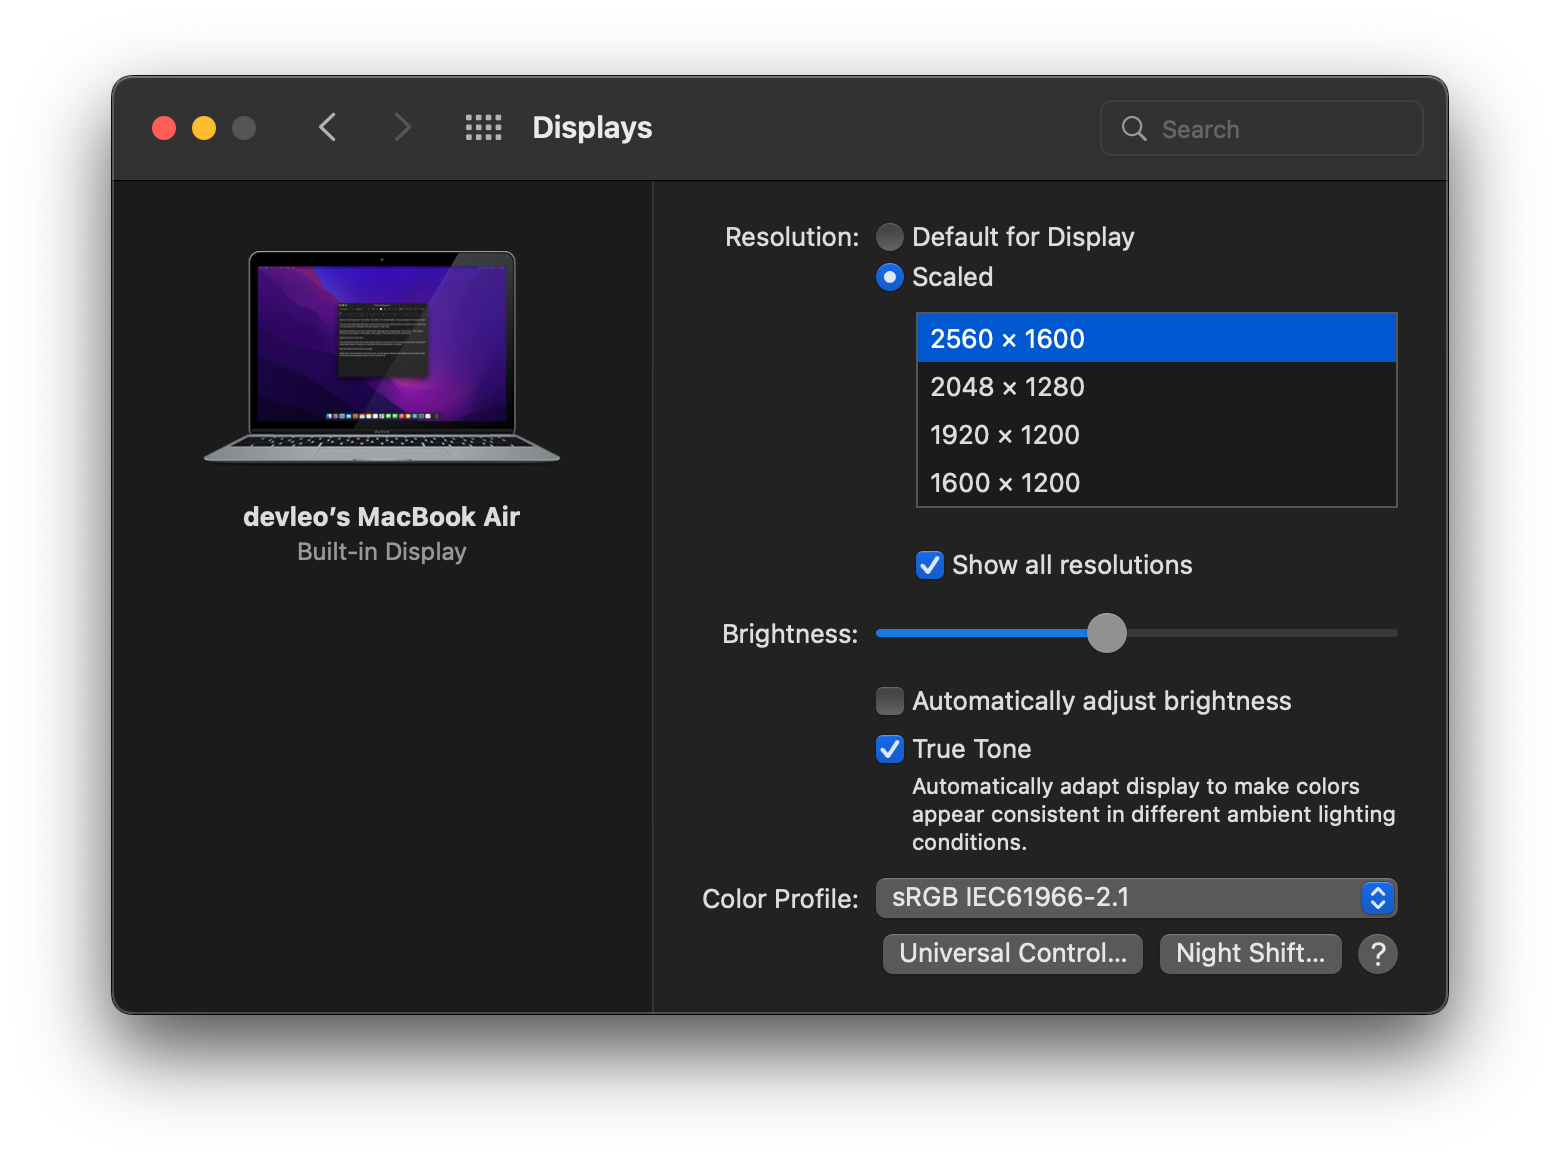 Displays
Search
Resolution:
Default for Display
Scaled
2560 × 1600
2048 × 1280
1920 × 1200
1600 × 1200
Show all resolutions
devleo’s MacBook Air
Built-in Display
Brightness:
Automatically adjust brightness
True Tone
Automatically adapt display to make colors
appear consistent in different ambient lighting
conditions.
Color Profile:
sRGB IEC61966-2.1
Universal Control...
Night Shift...
?